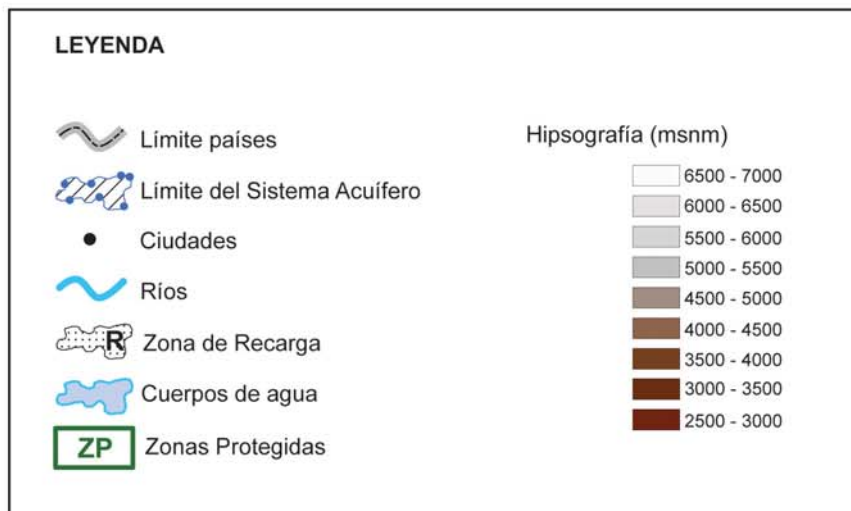 LEYENDA
Límite países
Límite del Sistema Acuífero
Ciudades
Ríos
R
Zona de Recarga
Cuerpos de agua
ZP
Zonas Protegidas
Hipsografía (msnm)
6500 - 7000
6000 - 6500
5500 - 6000
5000 - 5500
4500 - 5000
4000 - 4500
3500 - 4000
3000 - 3500
2500 - 3000